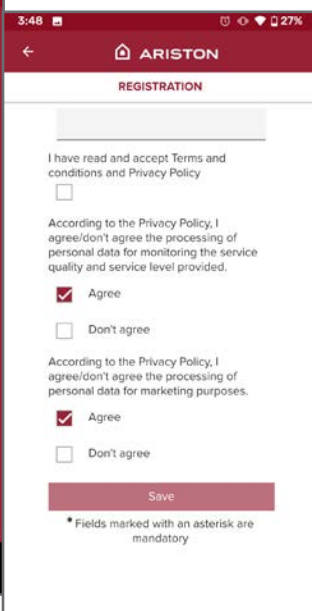 3:48 27%
ARISTON
REGISTRATION
I have read and accept Terms and
conditions and Privacy Policy
According to the Privacy Policy, I
agree/don't agree the processing of
personal data for monitoring the service
quality and service level provided.
Agree
Don't agree
According to the Privacy Policy, I
agree/don't agree the processing of
personal data for marketing purposes.
Agree
Don't agree
Save
* Fields marked with an asterisk are
mandatory